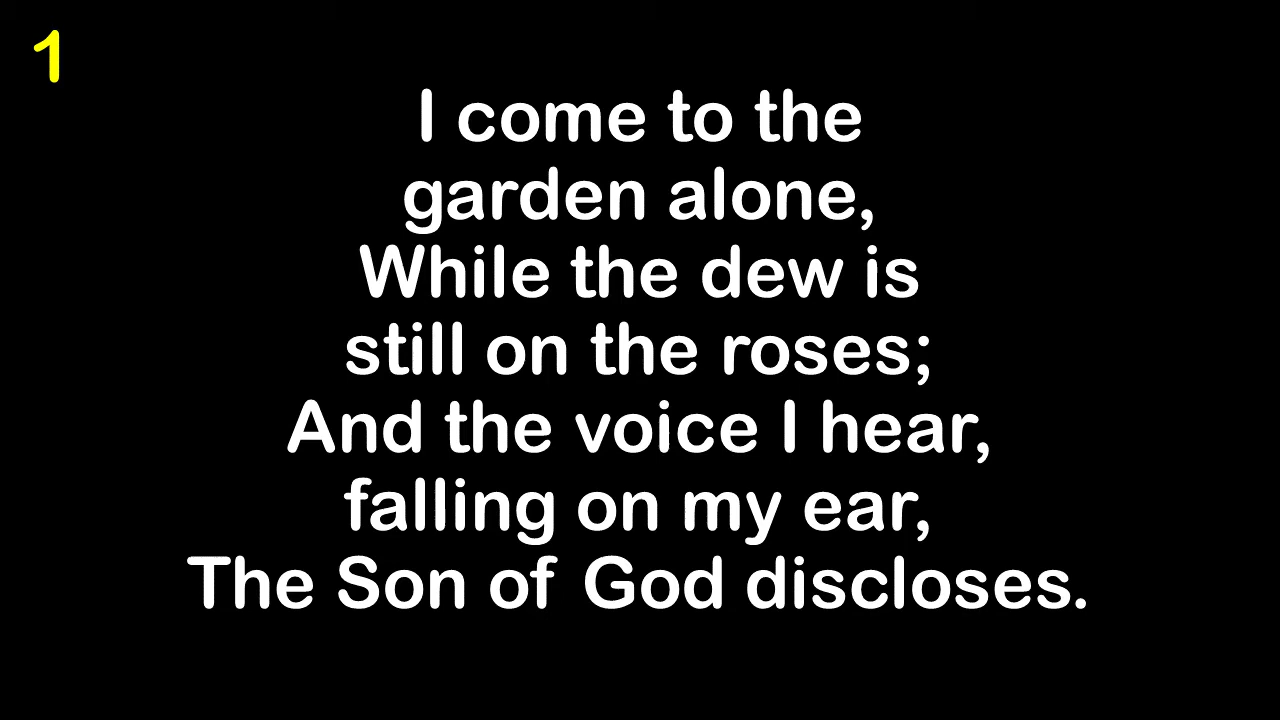 1
I come to the
garden alone,
While the dew is
still on the roses;
And the voice I hear,
falling on my ear,
The Son of God discloses.